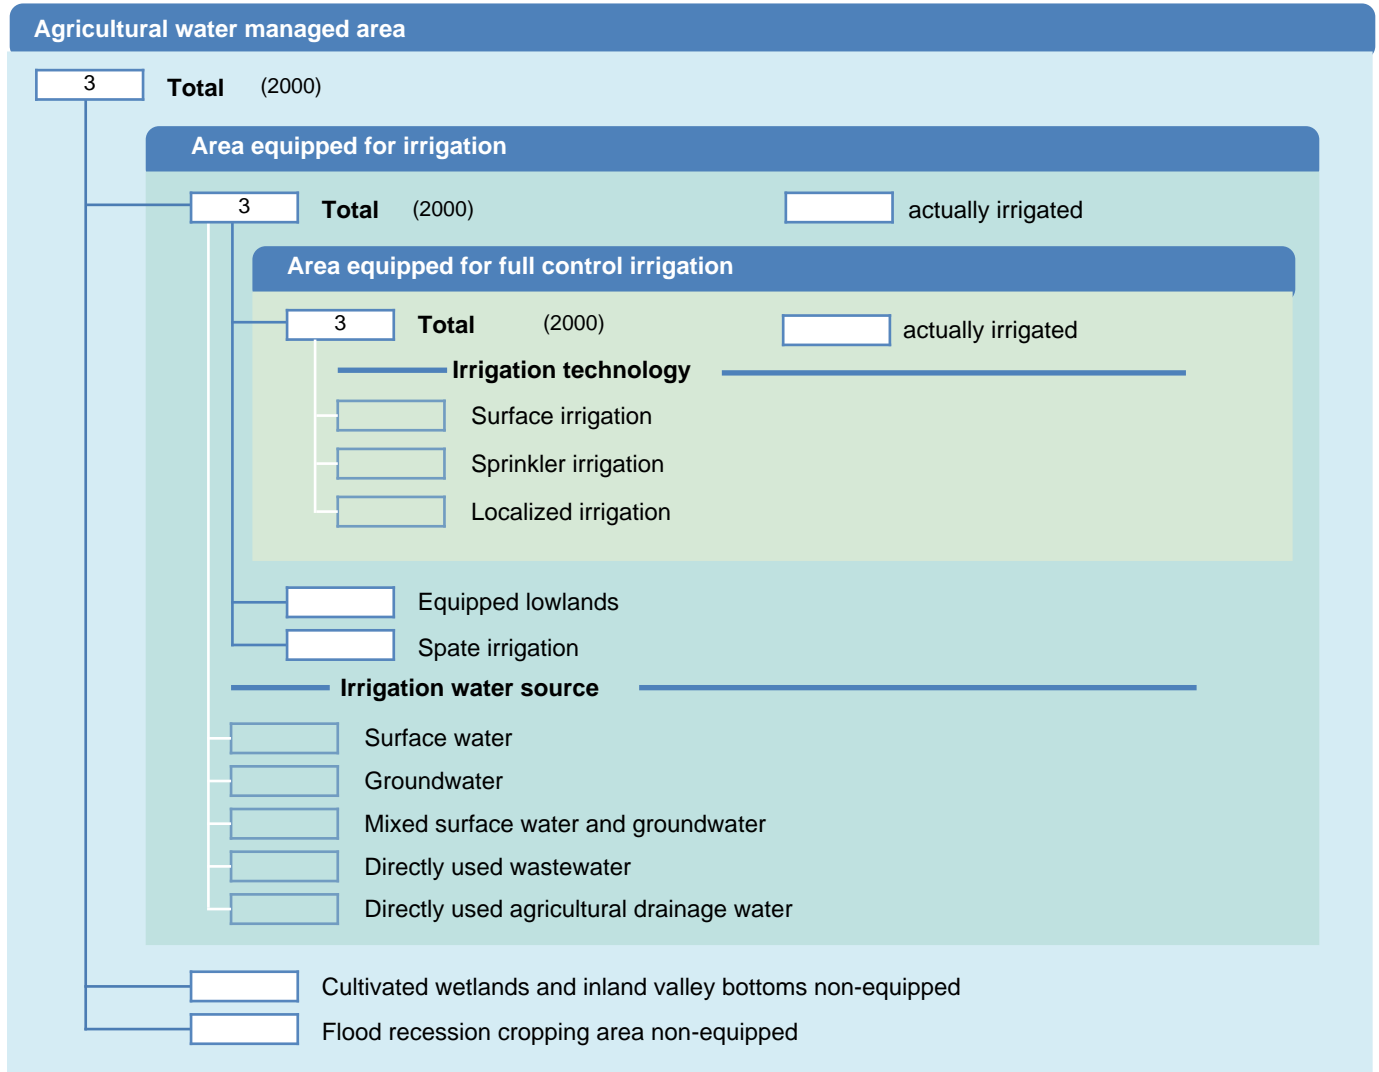 Agricultural water managed area
3 Total (2000)
Area equipped for irrigation
3 Total (2000) actually irrigated
Area equipped for full control irrigation
3 Total (2000) actually irrigated
Irrigation technology
Surface irrigation
Sprinkler irrigation
Localized irrigation
Equipped lowlands
Spate irrigation
Irrigation water source
Surface water
Groundwater
Mixed surface water and groundwater
Directly used wastewater
Directly used agricultural drainage water
Cultivated wetlands and inland valley bottoms non-equipped
Flood recession cropping area non-equipped